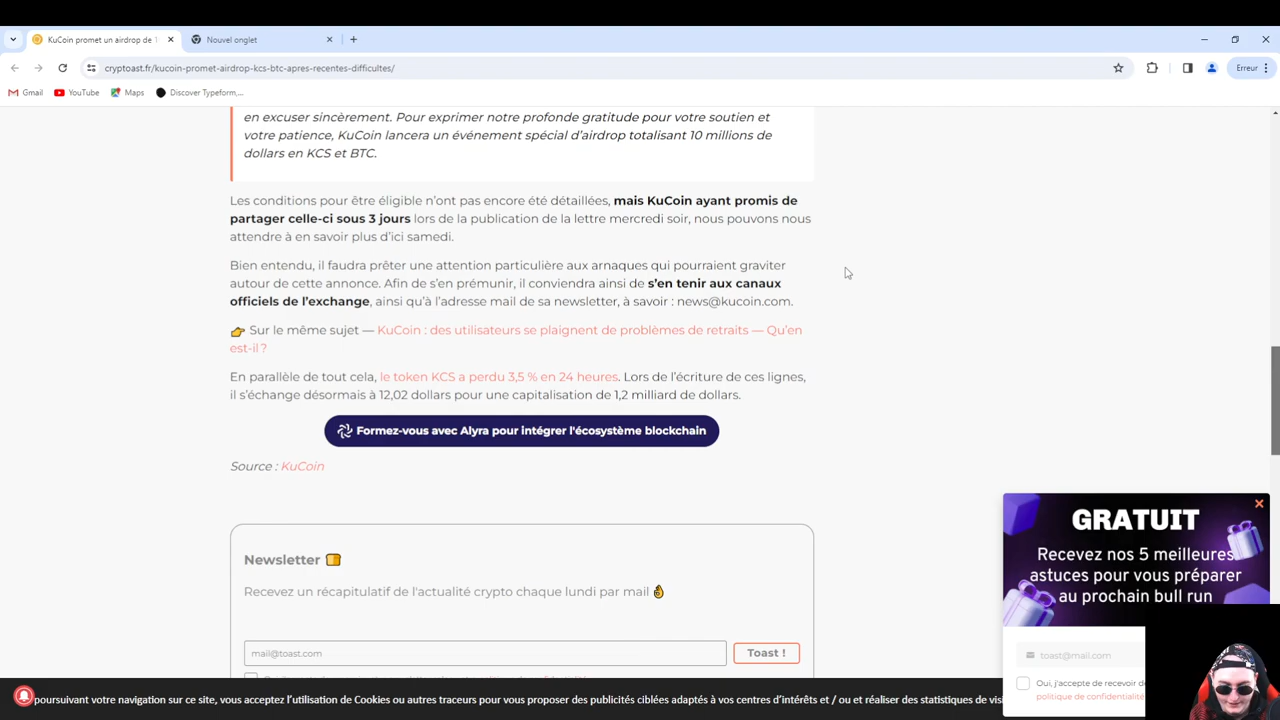 KuCoin promet un airdrop de 1
Nouvel onglet
cryptoast.fr/kucoin-promet-airdrop-kcs-btc-apres-recentes-difficultes/
Erreur
Gmail
YouTube
Maps
Discover Typeform,...
en excuser sincèrement. Pour exprimer notre profonde gratitude pour votre soutien et
votre patience, KuCoin lancera un événement spécial d'airdrop totalisant 10 millions de
dollars en KCS et BTC.
Les conditions pour être éligible n'ont pas encore été détaillées, mais KuCoin ayant promis de
partager celle-ci sous 3 jours lors de la publication de la lettre mercredi soir, nous pouvons nous
attendre à en savoir plus d'ici samedi.
Bien entendu, il faudra prêter une attention particulière aux arnaques qui pourraient graviter
autour de cette annonce. Afin de s'en prémunir, il conviendra ainsi de s'en tenir aux canaux
officiels de l'exchange, ainsi qu'à l'adresse mail de sa newsletter, à savoir : news@kucoin.com.
👉 Sur le même sujet — KuCoin : des utilisateurs se plaignent de problèmes de retraits — Qu'en
est-il ?
En parallèle de tout cela, le token KCS a perdu 3,5 % en 24 heures. Lors de l'écriture de ces lignes,
il s'échange désormais à 12,02 dollars pour une capitalisation de 1,2 milliard de dollars.
Formez-vous avec Alyra pour intégrer l'écosystème blockchain
Source : KuCoin
Newsletter 🍞
Recevez un récapitulatif de l'actualité crypto chaque lundi par mail 👌
mail@toast.com
Toast !
GRATUIT
Recevez nos 5 meilleures
astuces pour vous préparer
au prochain bull run
toast@mail.com
Oui, j'accepte de recevoir
politique de confidentialité
poursuivant votre navigation sur ce site, vous acceptez l'utilisation de Cookies ou traceurs pour vous proposer des publicités ciblées adaptées à vos centres d'intérêts et / ou et réaliser des statistiques de